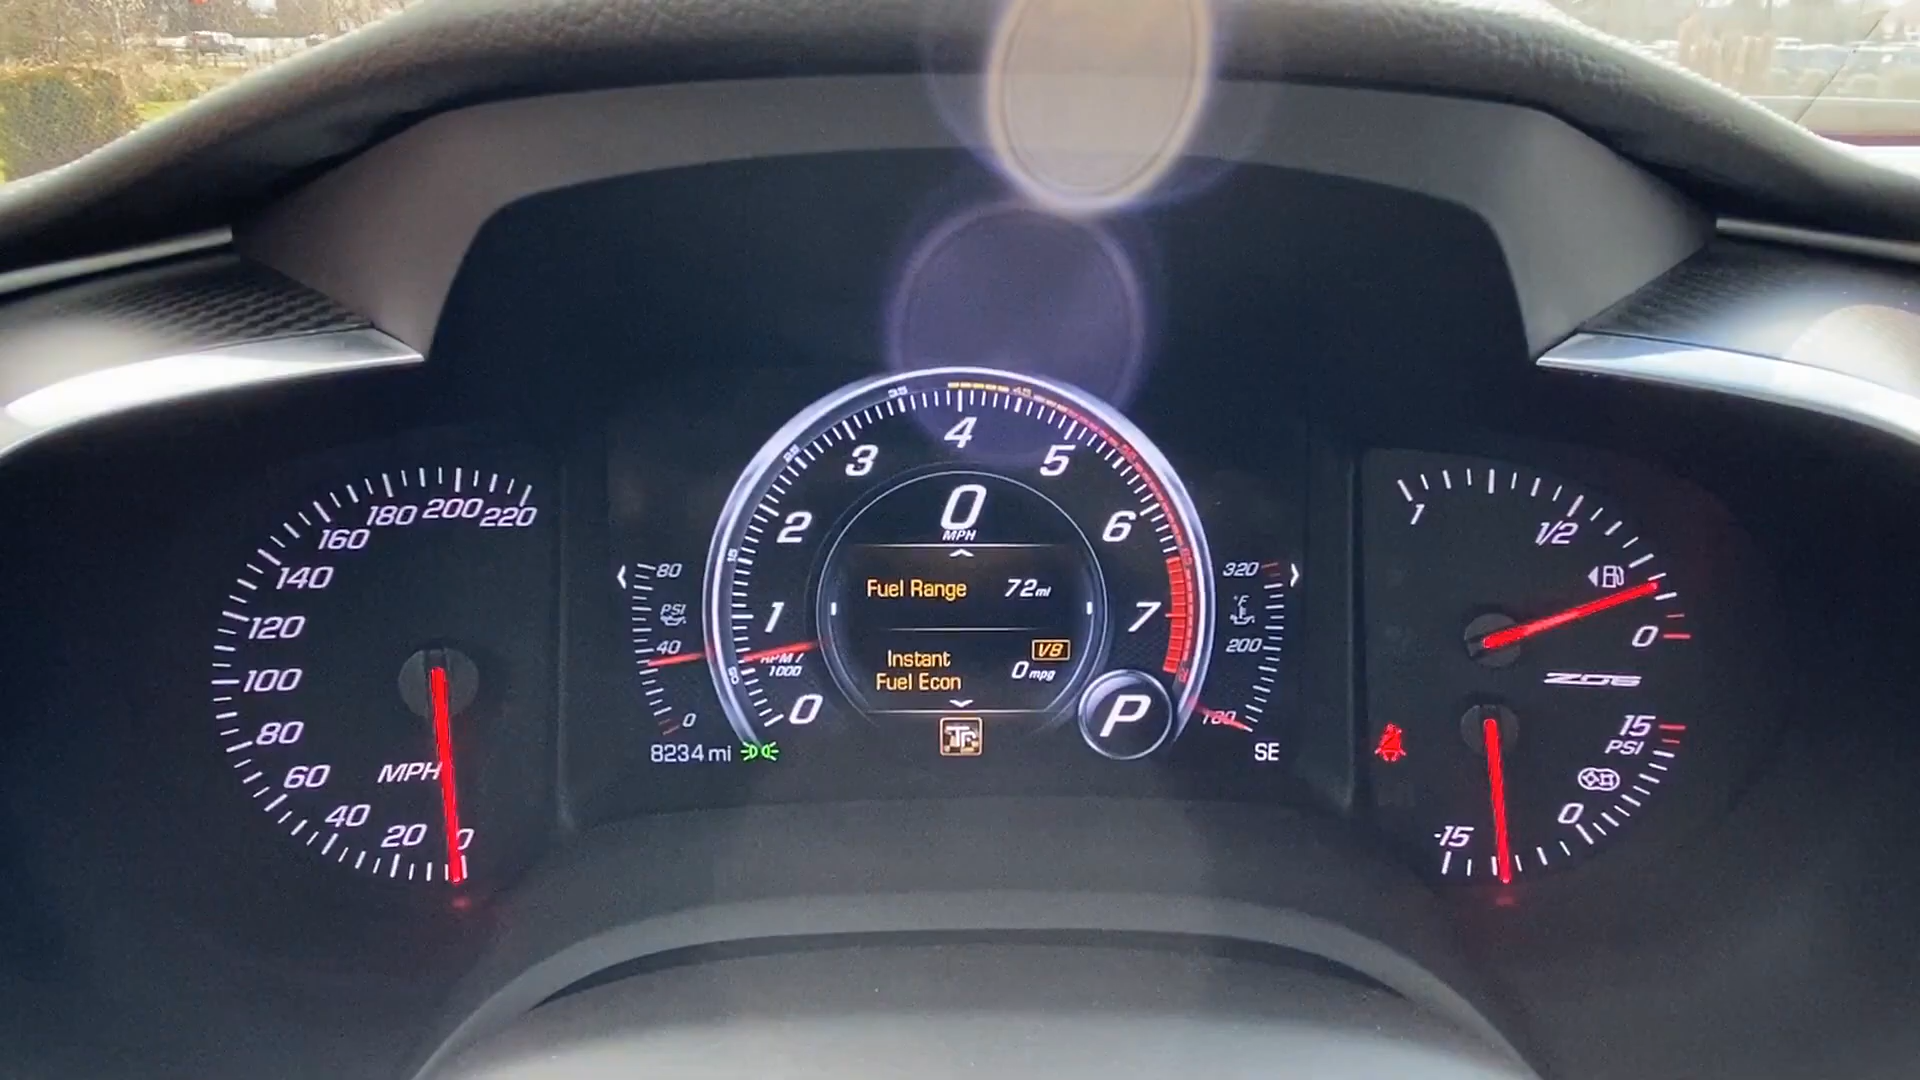 220
200
180
160
140
120
100
80
60
40
20
0
MPH
80
PSI
40
0
8234 mi
0
1
2
3
4
5
6
7
RPM /
1000
0
MPH
Fuel Range 72 mi
Instant
Fuel Econ
V8
0 mpg
P
320
°F
200
SE
1
1/2
0
Z06
15
PSI
0
-15